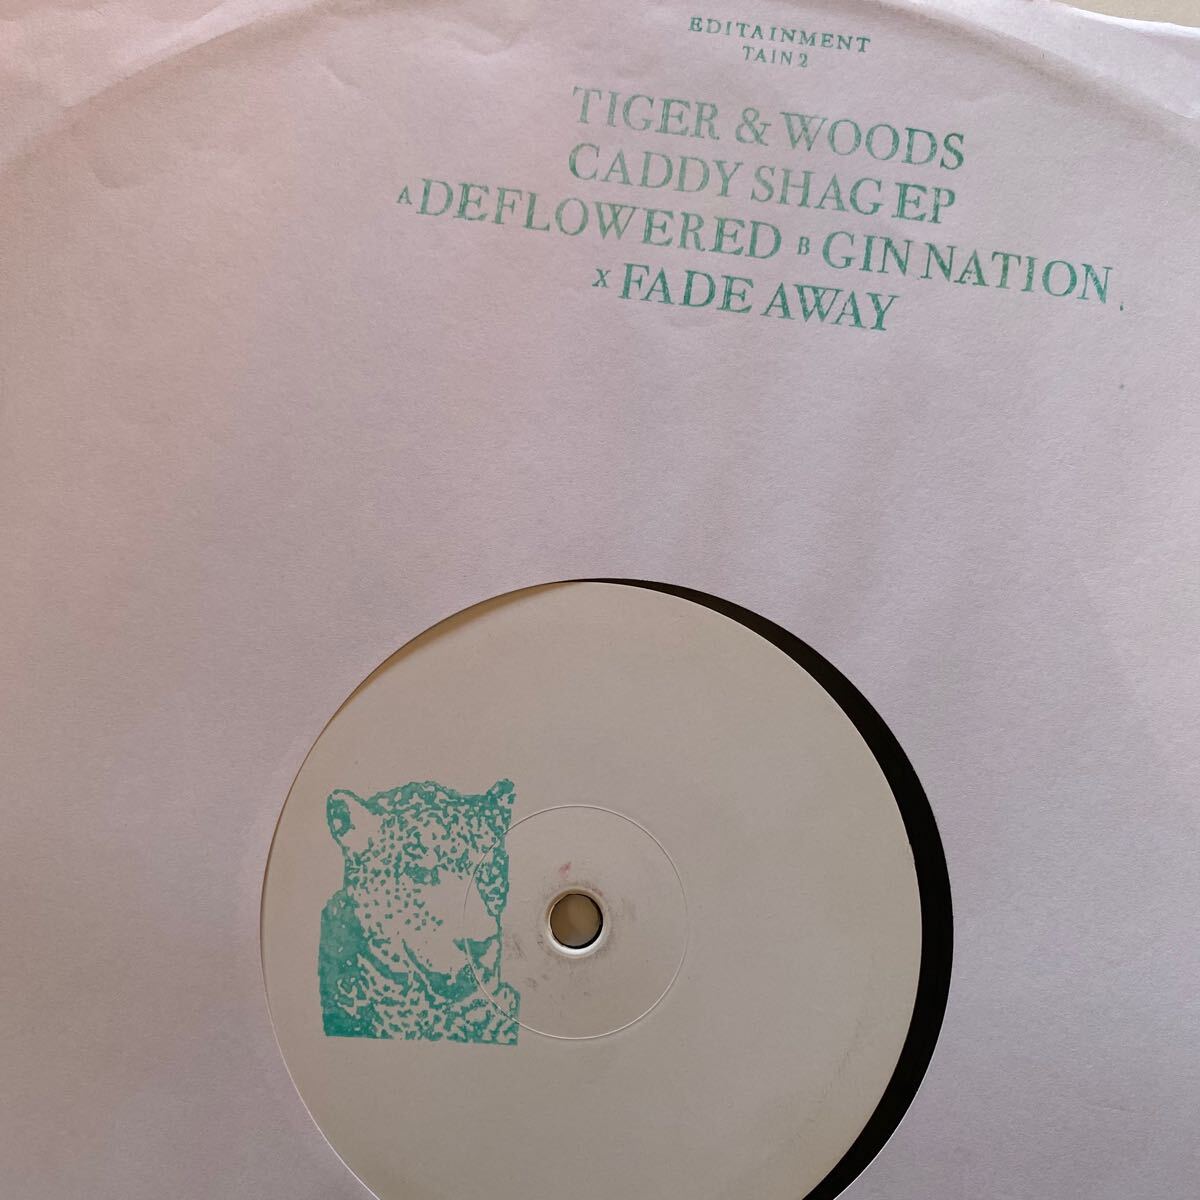 EDITAINMENT
TAIN 2
TIGER & WOODS
CADDY SHAG EP
A DEFLOWERED B GIN NATION
X FADE AWAY